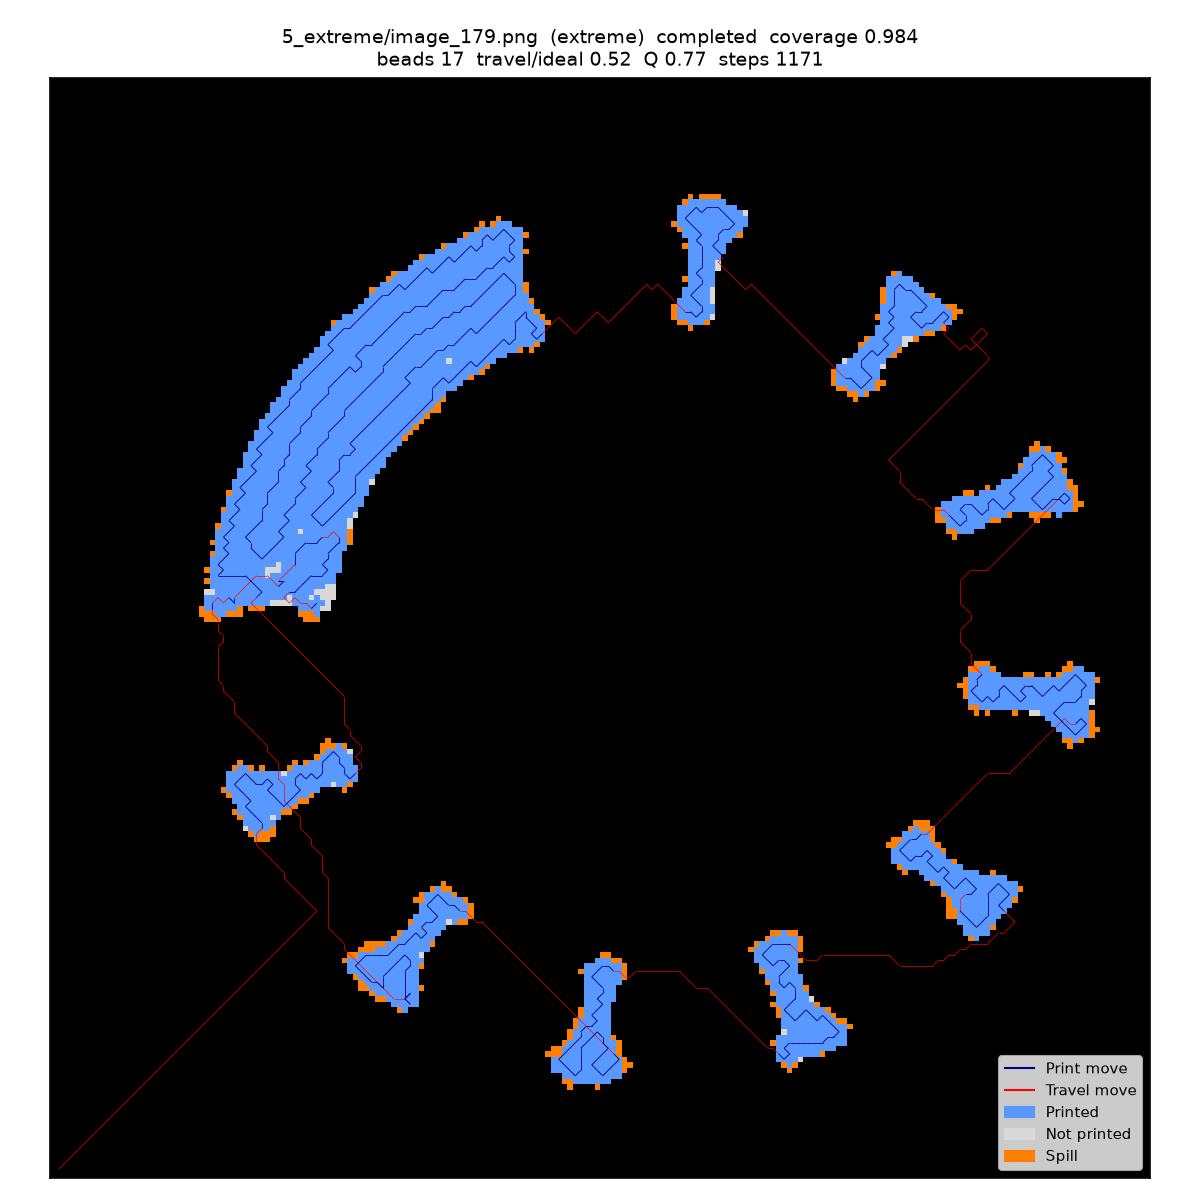 5_extreme/image_179.png  (extreme)  completed  coverage 0.984
beads 17  travel/ideal 0.52  Q 0.77  steps 1171
Print move
Travel move
Printed
Not printed
Spill